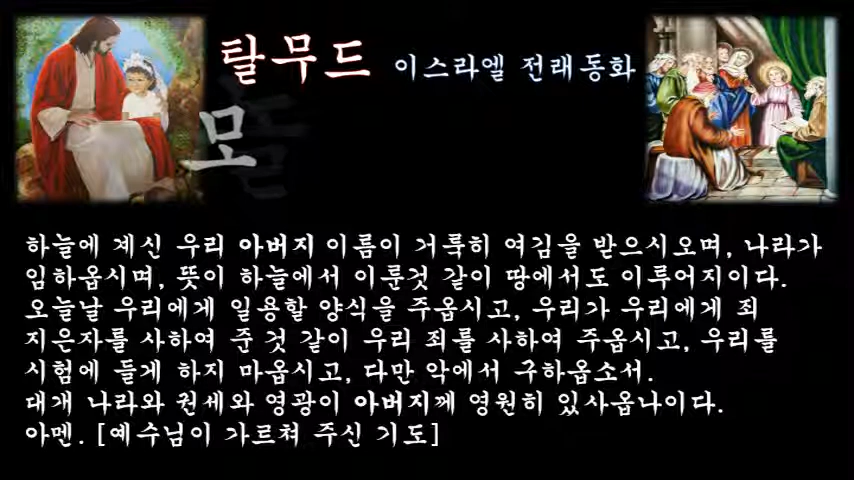 탈무드 이스라엘 전래동화
모
하늘에 계신 우리 아버지 이름이 거룩히 여김을 받으시오며, 나라가
임하옵시며, 뜻이 하늘에서 이룬것 같이 땅에서도 이루어지이다.
오늘날 우리에게 일용할 양식을 주옵시고, 우리가 우리에게 죄
지은자를 사하여 준 것 같이 우리 죄를 사하여 주옵시고, 우리를
시험에 들게 하지 마옵시고, 다만 악에서 구하옵소서.
대개 나라와 원세와 영광이 아버지께 영원히 있사옵나이다.
아멘. [예수님이 가르쳐 주신 기도]